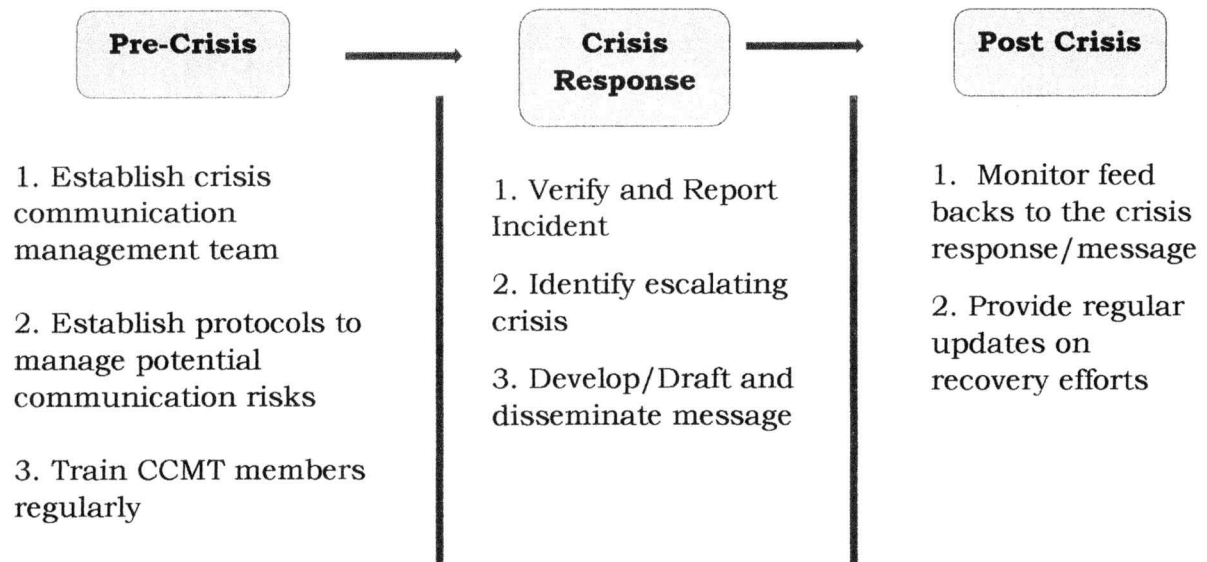 Pre-Crisis
Crisis
Response
Post Crisis
1. Establish crisis
communication
management team
2. Establish protocols to
manage potential
communication risks
3. Train CCMT members
regularly
1. Verify and Report
Incident
2. Identify escalating
crisis
3. Develop/Draft and
disseminate message
1. Monitor feed
backs to the crisis
response/message
2. Provide regular
updates on
recovery efforts